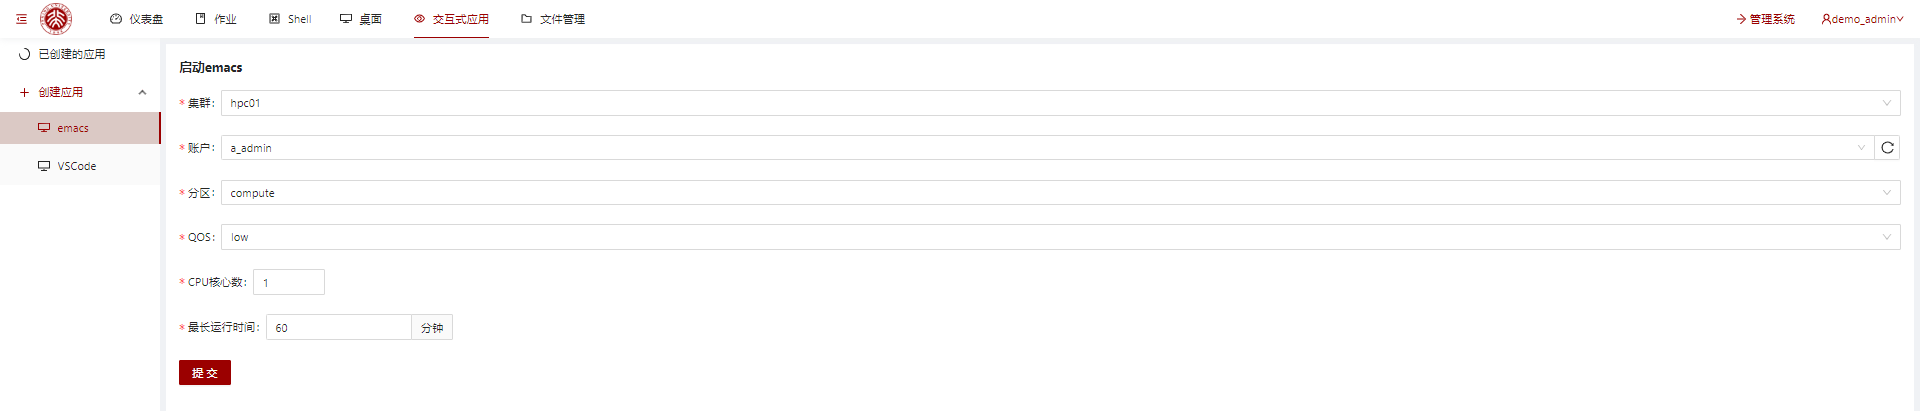 仪表盘 作业 Shell 桌面 交互式应用 文件管理 管理系统 demo_admin
已创建的应用
创建应用
emacs
VSCode
启动emacs
* 集群: hpc01
* 账户: a_admin
* 分区: compute
* QOS: low
* CPU核心数: 1
* 最长运行时间: 60 分钟
提 交